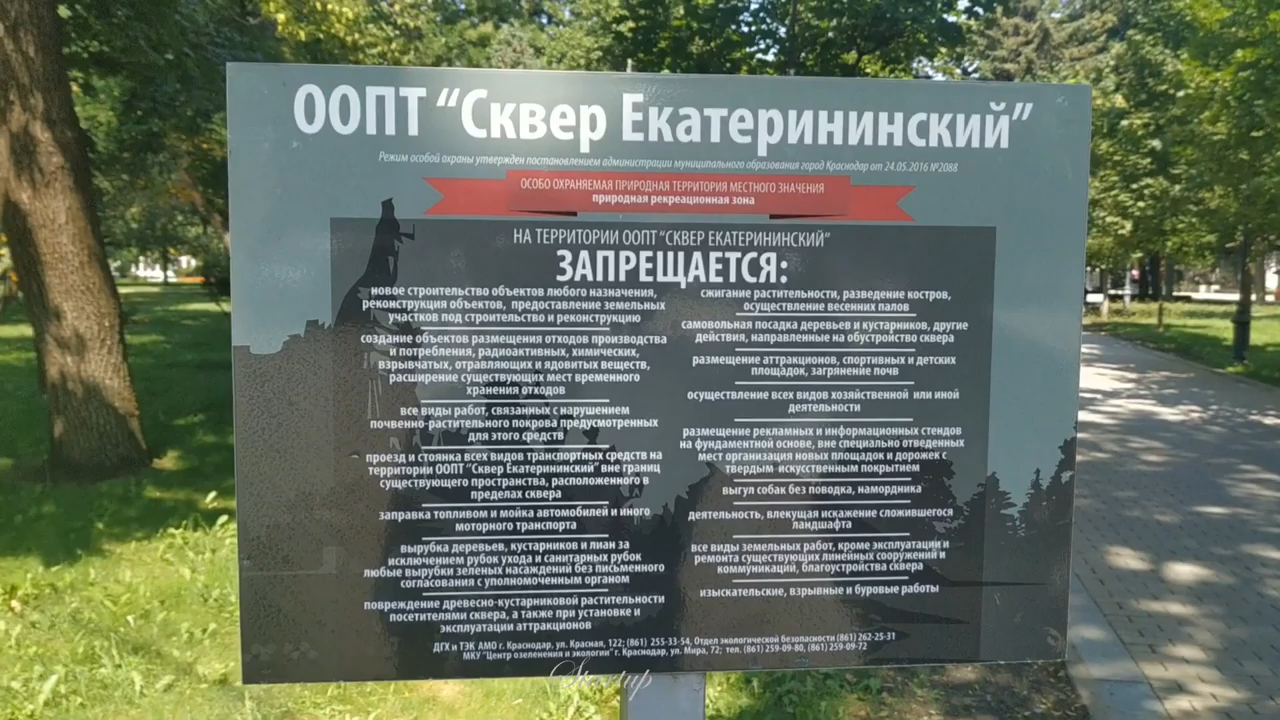 ООПТ “Сквер Екатерининский”
Режим особой охраны утвержден постановлением администрации муниципального образования город Краснодар от 24.05.2016 №2088
ОСОБО ОХРАНЯЕМАЯ ПРИРОДНАЯ ТЕРРИТОРИЯ МЕСТНОГО ЗНАЧЕНИЯ
природная рекреационная зона
НА ТЕРРИТОРИИ ООПТ “СКВЕР ЕКАТЕРИНИНСКИЙ”
ЗАПРЕЩАЕТСЯ:
новое строительство объектов любого назначения,
реконструкция объектов, предоставление земельных
участков под строительство и реконструкцию
создание объектов размещения отходов производства
и потребления, радиоактивных, химических,
взрывчатых, отравляющих и ядовитых веществ,
расширение существующих мест временного
хранения отходов
все виды работ, связанных с нарушением
почвенно-растительного покрова предусмотренных
для этого средств
проезд и стоянка всех видов транспортных средств на
территории ООПТ “Сквер Екатерининский” вне границ
существующего пространства, расположенного в
пределах сквера
заправка топливом и мойка автомобилей и иного
моторного транспорта
вырубка деревьев, кустарников и лиан за
исключением рубок ухода и санитарных рубок
любые вырубки зеленых насаждений без письменного
согласования с уполномоченным органом
повреждение древесно-кустарниковой растительности
посетителями сквера, а также при установке и
эксплуатации аттракционов
сжигание растительности, разведение костров,
осуществление весенних палов
самовольная посадка деревьев и кустарников, другие
действия, направленные на обустройство сквера
размещение аттракционов, спортивных и детских
площадок, загрянение почв
осуществление всех видов хозяйственной или иной
деятельности
размещение рекламных и информационных стендов
на фундаментной основе, вне специально отведенных
мест организация новых площадок и дорожек с
твердым искусственным покрытием
выгул собак без поводка, намордника
деятельность, влекущая искажение сложившегося
ландшафта
все виды земельных работ, кроме эксплуатации и
ремонта существующих линейных сооружений и
коммуникаций, благоустройства сквера
изыскательские, взрывные и буровые работы
ДГХ и ТЭК АМО г. Краснодар, ул. Красная, 122; (861) 255-33-54, Отдел экологической безопасности (861) 262-25-31
МКУ “Центр озеленения и экологии” г. Краснодар, ул. Мира, 72; тел. (861) 259-09-80, (861) 259-09-72
Startup